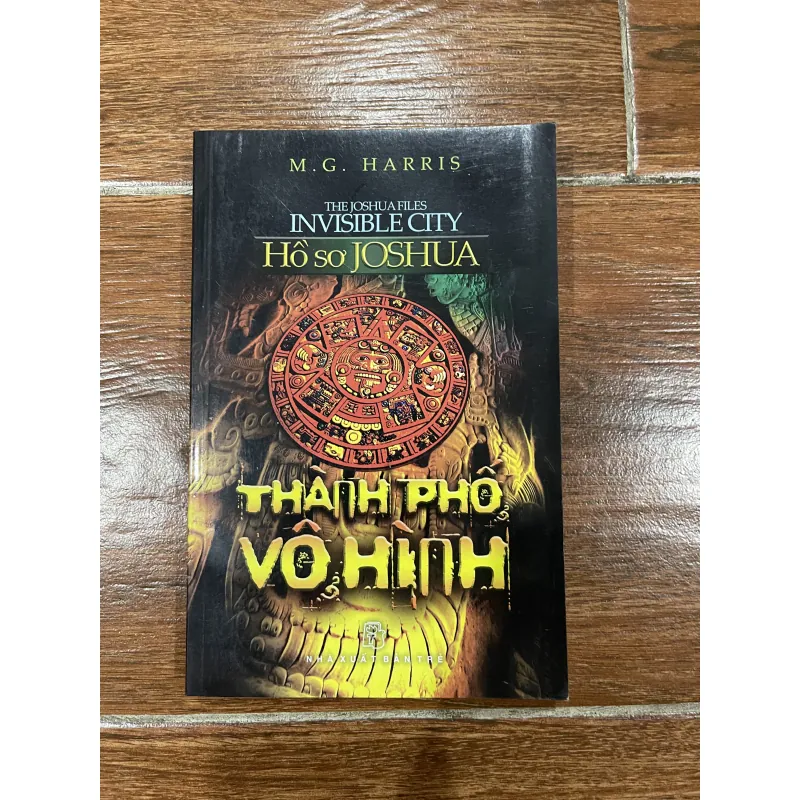 M.G. HARRIS
THE JOSHUA FILES
INVISIBLE CITY
Hồ sơ JOSHUA
THÀNH PHỐ
VÔ HÌNH
NHÀ XUẤT BẢN TRẺ